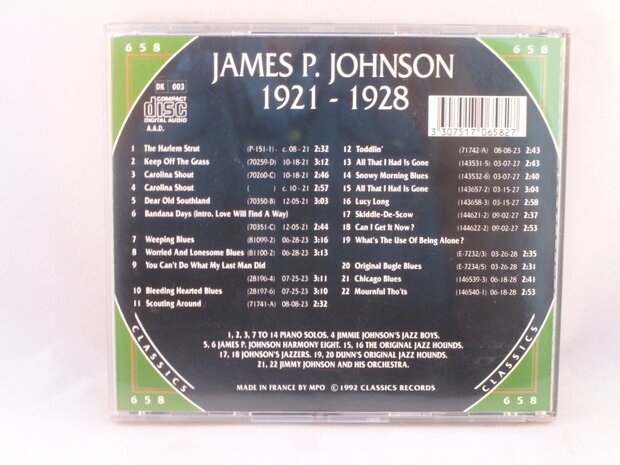 658
658
JAMES P. JOHNSON
1921 - 1928
DK 003
COMPACT
disc
DIGITAL AUDIO
A.A.D.
3 307517 065827
1 The Harlem Strut (P-151-1) c. 08 - 21 2:32
2 Keep Off The Grass (70259-D) 10-18-21 3:12
3 Carolina Shout (70260-C) 10-18-21 2:46
4 Carolina Shout ( ) c. 10 - 21 2:57
5 Dear Old Southland (70350-B) 12-05-21 3:03
6 Bandana Days (Intro. Love Will Find A Way)
(70351-C) 12-05-21 2:44
7 Weeping Blues (81099-2) 06-28-23 3:16
8 Worried And Lonesome Blues (81100-2) 06-28-23 3:13
9 You Can't Do What My Last Man Did
(28196-4) 07-25-23 3:11
10 Bleeding Hearted Blues (28197-6) 07-25-23 3:10
11 Scouting Around (71741-A) 08-08-23 2:32
12 Toddlin' (71742-A) 08-08-23 2:43
13 All That I Had Is Gone (143531-5) 03-07-27 2:43
14 Snowy Morning Blues (143532-6) 03-07-27 2:40
15 All That I Had Is Gone (143657-2) 03-15-27 3:04
16 Lucy Long (143658-3) 03-15-27 2:58
17 Skiddle-De-Scow (144621-2) 09-02-27 2:37
18 Can I Get It Now? (144622-2) 09-02-27 2:53
19 What's The Use Of Being Alone?
(E-7232/3) 03-26-28 2:35
20 Original Bugle Blues (E-7234/5) 03-26-28 2:31
21 Chicago Blues (146539-3) 06-18-28 2:41
22 Mournful Tho'ts (146540-1) 06-18-28 2:53
1, 2, 3, 7 TO 14 PIANO SOLOS. 4 JIMMIE JOHNSON'S JAZZ BOYS.
5, 6 JAMES P. JOHNSON HARMONY EIGHT. 15, 16 THE ORIGINAL JAZZ HOUNDS.
17, 18 JOHNSON'S JAZZERS. 19, 20 DUNN'S ORIGINAL JAZZ HOUNDS.
21, 22 JIMMY JOHNSON AND HIS ORCHESTRA.
MADE IN FRANCE BY MPO © 1992 CLASSICS RECORDS
CLASSICS
CLASSICS
658
658